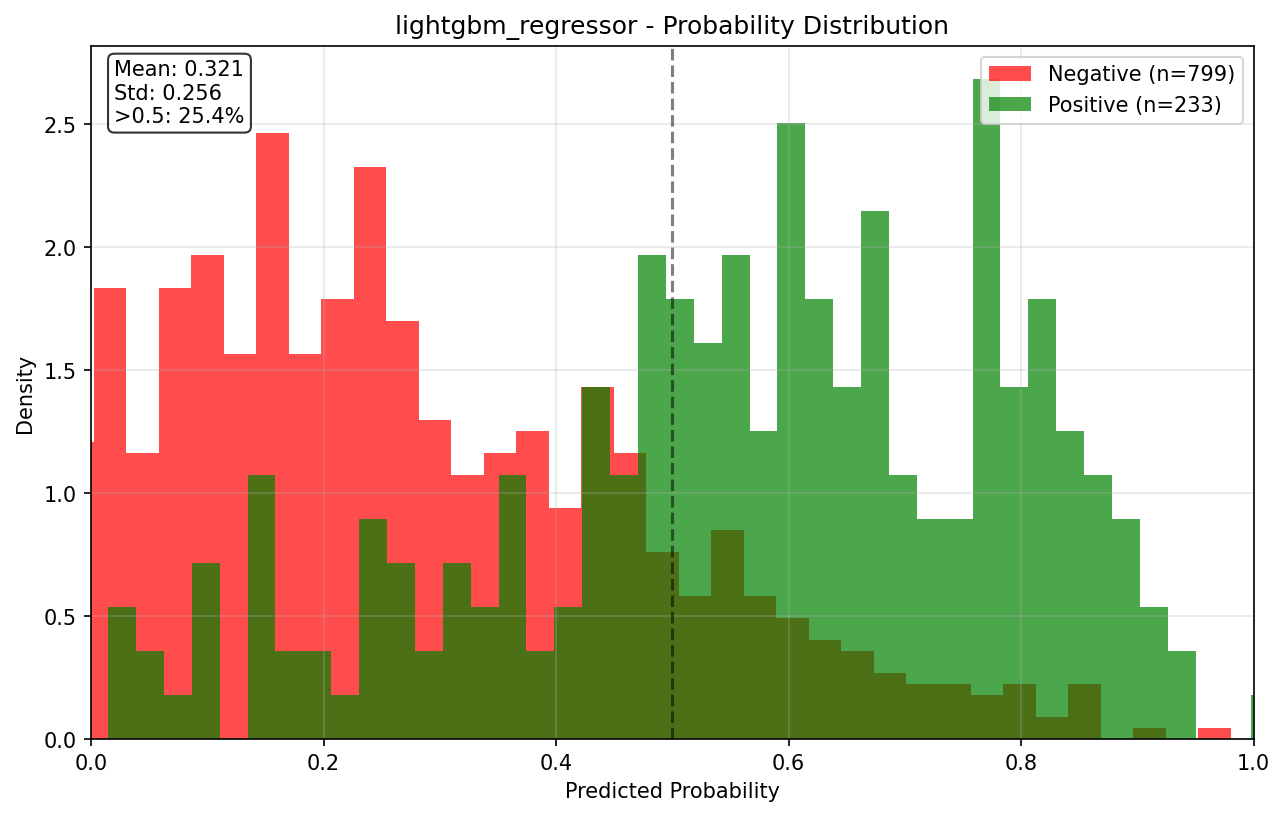 lightgbm_regressor - Probability Distribution
Mean: 0.321
Std: 0.256
>0.5: 25.4%
Negative (n=799)
Positive (n=233)
Density
2.5
2.0
1.5
1.0
0.5
0.0
0.0 0.2 0.4 0.6 0.8 1.0
Predicted Probability